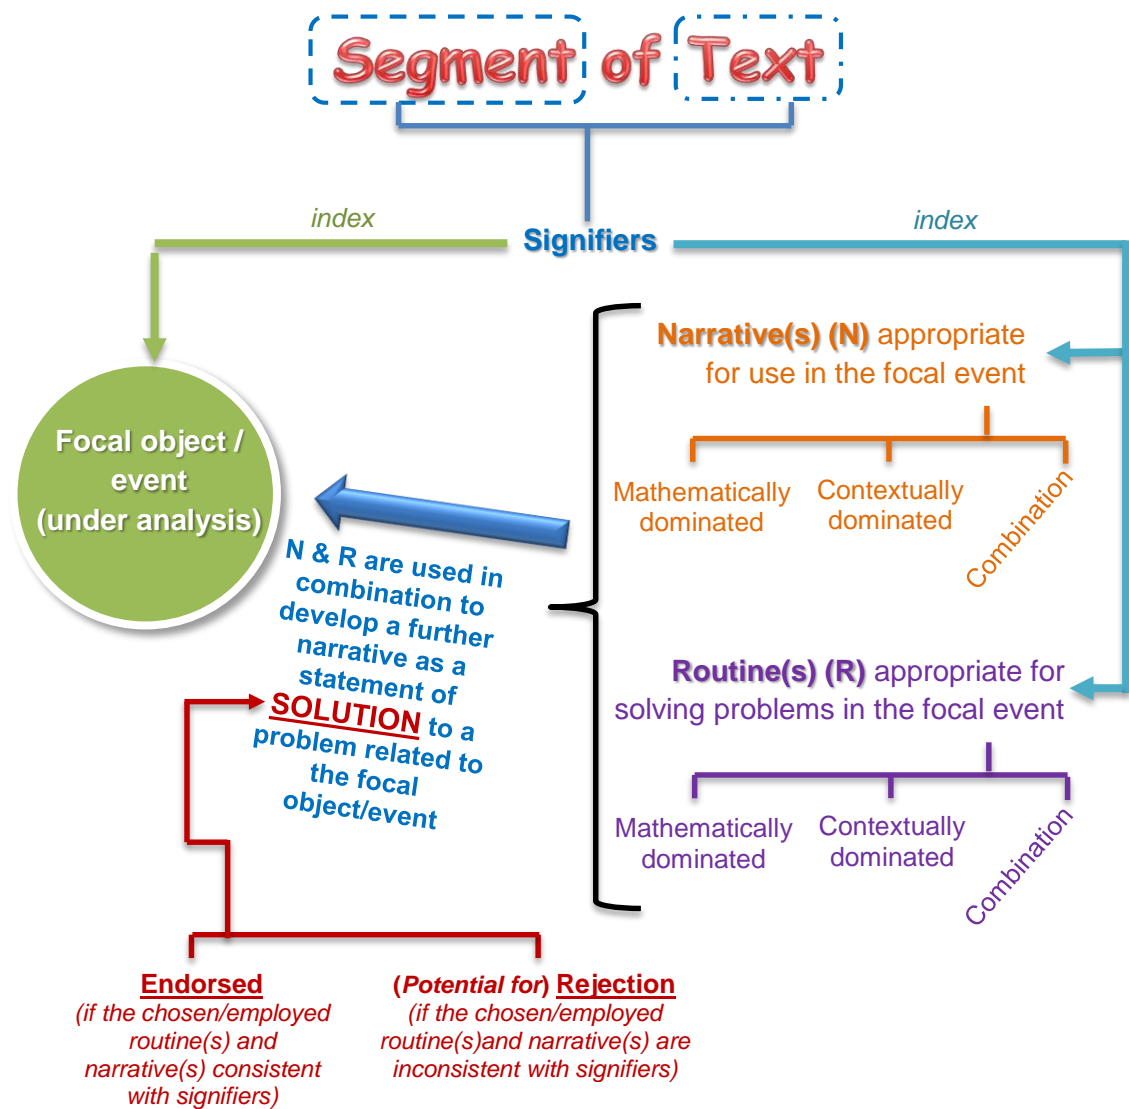 Segment of Text
index
index
Signifiers
Narrative(s) (N) appropriate
for use in the focal event
Mathematically
dominated
Contextually
dominated
Combination
Focal object /
event
(under analysis)
N & R are used in
combination to
develop a further
narrative as a
statement of
SOLUTION to a
problem related to
the focal
object/event
Routine(s) (R) appropriate for
solving problems in the focal event
Mathematically
dominated
Contextually
dominated
Combination
Endorsed
(if the chosen/employed
routine(s) and
narrative(s) consistent
with signifiers)
(Potential for) Rejection
(if the chosen/employed
routine(s)and narrative(s) are
inconsistent with signifiers)